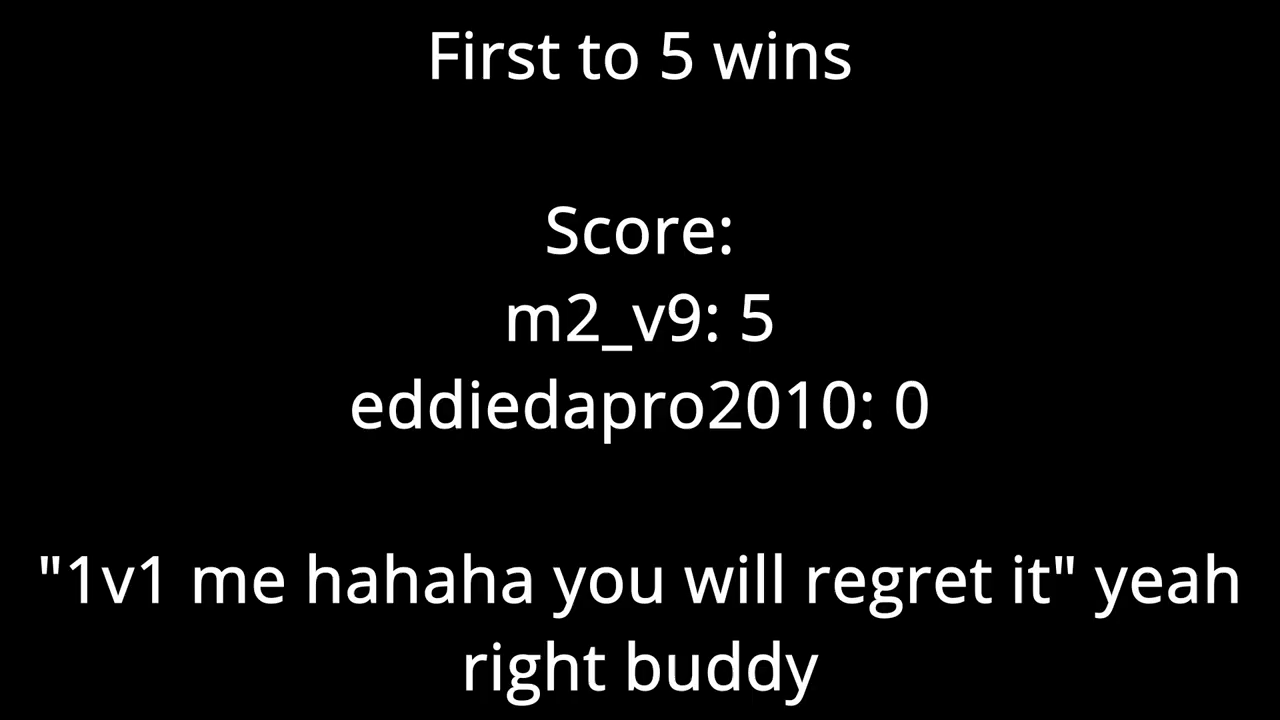 First to 5 wins
Score:
m2_v9: 5
eddiedapro2010: 0
"1v1 me hahaha you will regret it" yeah
right buddy